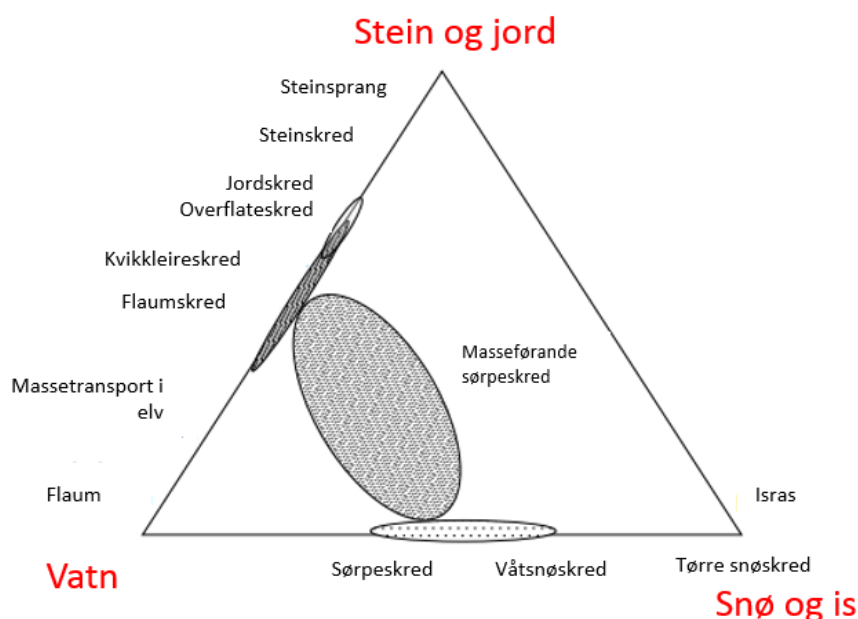 Stein og jord
Steinsprang
Steinskred
Jordskred
Overflateskred
Kvikkleireskred
Flaumskred
Masseførande
sørpeskred
Massetransport i
elv
Flaum
Isras
Sørpeskred
Våtsnøskred
Tørre snøskred
Vatn
Snø og is